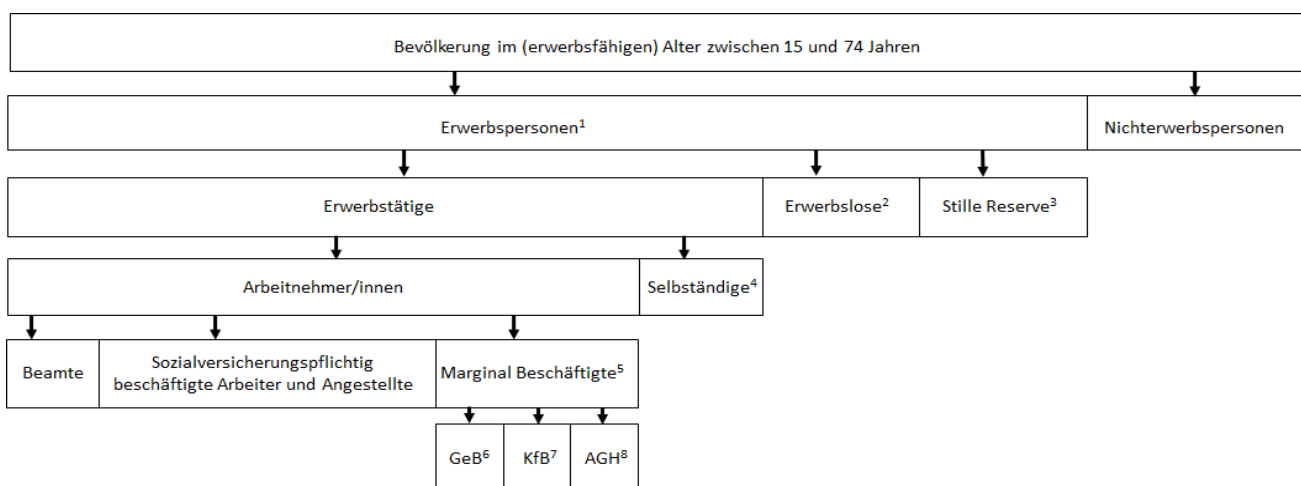 Bevölkerung im (erwerbsfähigen) Alter zwischen 15 und 74 Jahren
Erwerbspersonen¹
Nichterwerbspersonen
Erwerbstätige
Erwerbslose²
Stille Reserve³
Arbeitnehmer/innen
Selbständige⁴
Beamte
Sozialversicherungspflichtig
beschäftigte Arbeiter und Angestellte
Marginal Beschäftigte⁵
GeB⁶
KfB⁷
AGH⁸